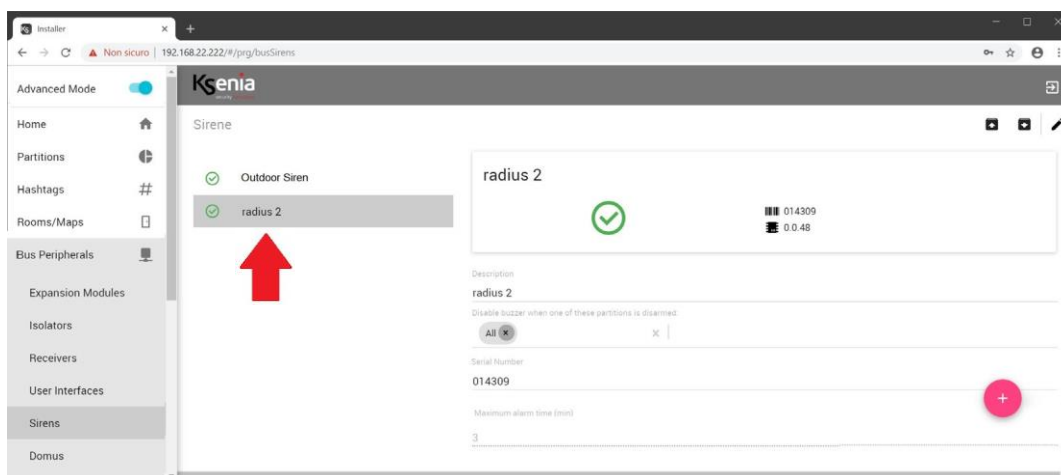 Installer
Non sicuro | 192.168.22.222/#/prg/busSirens
Advanced Mode
Ksenia
Home
Partitions
Hashtags
Rooms/Maps
Bus Peripherals
Expansion Modules
Isolators
Receivers
User Interfaces
Sirens
Domus
Sirene
Outdoor Siren
radius 2
radius 2
014309
0.0.48
Description
radius 2
Disable buzzer when one of these partitions is disarmed
All
Serial Number
014309
Maximum alarm time (min)
3